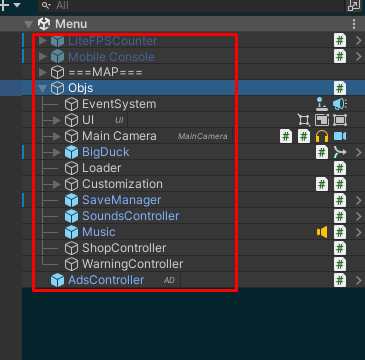 All
Menu
LiteFPSCounter
Mobile Console
===MAP===
Objs
EventSystem
UI UI
Main Camera MainCamera
BigDuck
Loader
Customization
SaveManager
SoundsController
Music
ShopController
WarningController
AdsController AD